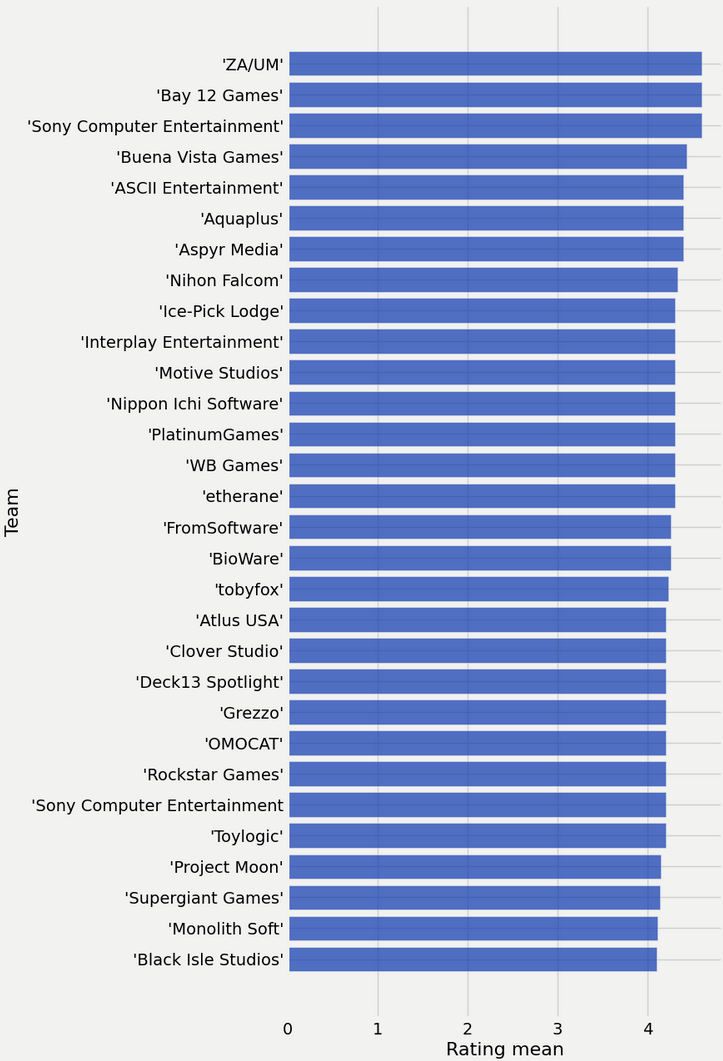 'ZA/UM'
'Bay 12 Games'
'Sony Computer Entertainment'
'Buena Vista Games'
'ASCII Entertainment'
'Aquaplus'
'Aspyr Media'
'Nihon Falcom'
'Ice-Pick Lodge'
'Interplay Entertainment'
'Motive Studios'
'Nippon Ichi Software'
'PlatinumGames'
'WB Games'
'etherane'
'FromSoftware'
'BioWare'
'tobyfox'
'Atlus USA'
'Clover Studio'
'Deck13 Spotlight'
'Grezzo'
'OMOCAT'
'Rockstar Games'
'Sony Computer Entertainment
'Toylogic'
'Project Moon'
'Supergiant Games'
'Monolith Soft'
'Black Isle Studios'
Team
0 1 2 3 4
Rating mean